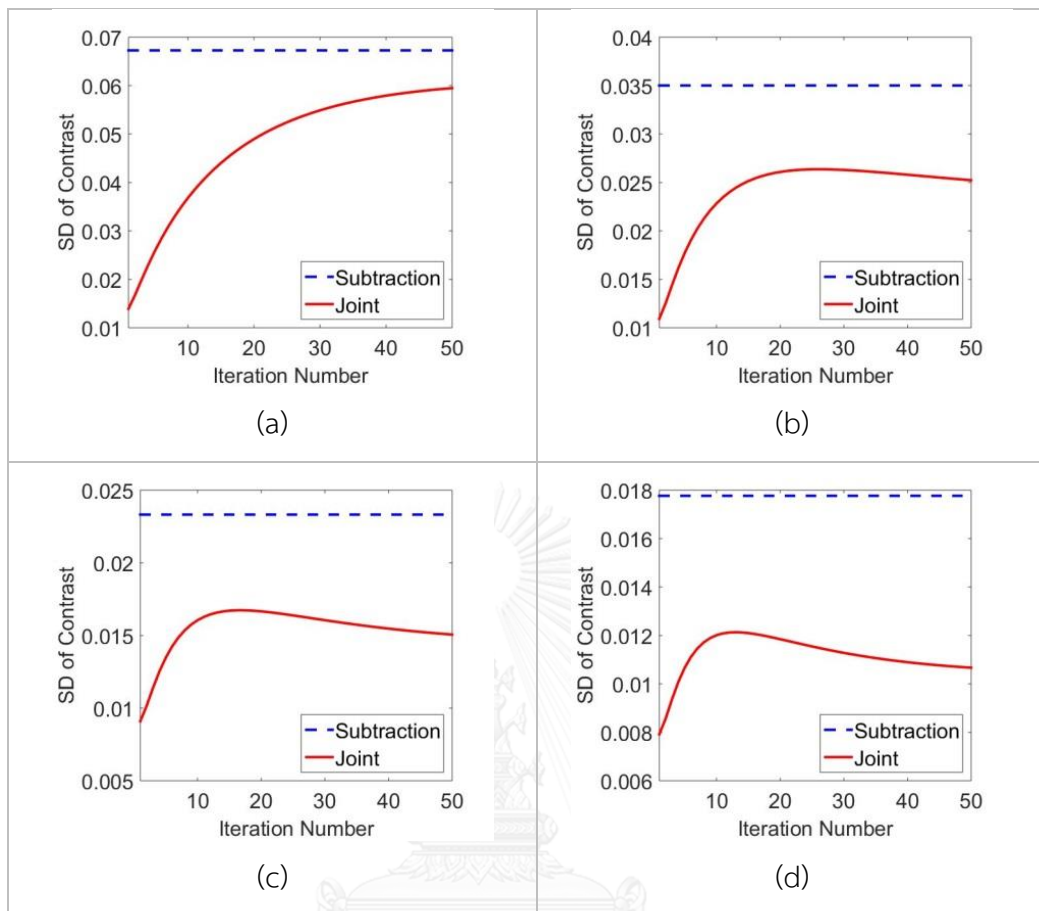 0.07
0.06
0.05
0.04
0.03
0.02
0.01
SD of Contrast
Subtraction
Joint
10 20 30 40 50
Iteration Number
(a)
0.04
0.035
0.03
0.025
0.02
0.015
0.01
SD of Contrast
Subtraction
Joint
10 20 30 40 50
Iteration Number
(b)
0.025
0.02
0.015
0.01
0.005
SD of Contrast
Subtraction
Joint
10 20 30 40 50
Iteration Number
(c)
0.018
0.016
0.014
0.012
0.01
0.008
0.006
SD of Contrast
Subtraction
Joint
10 20 30 40 50
Iteration Number
(d)